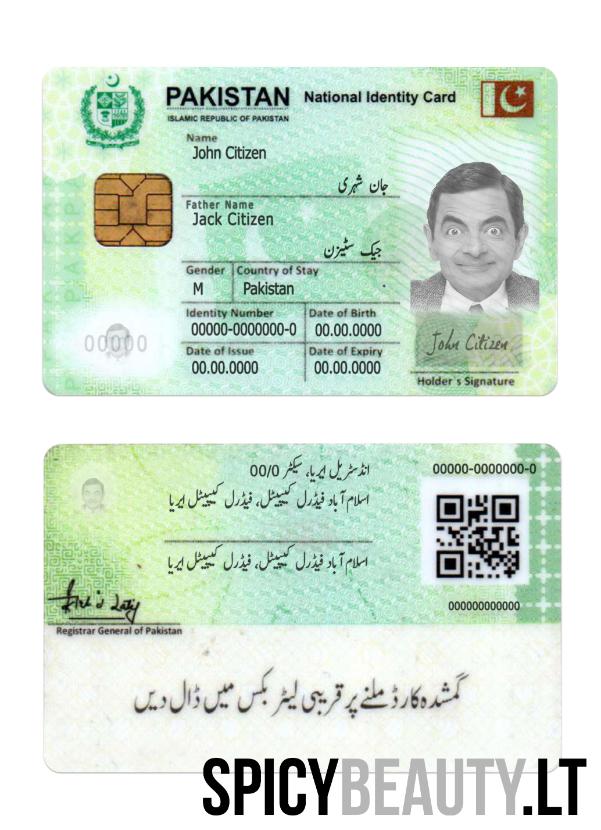 PAKISTAN National Identity Card
ISLAMIC REPUBLIC OF PAKISTAN
Name
John Citizen
جان شہری
Father Name
Jack Citizen
جیک سٹیزن
Gender Country of Stay
M Pakistan
Identity Number Date of Birth
00000-0000000-0 00.00.0000
Date of Issue Date of Expiry
00.00.0000 00.00.0000
00000
John Citizen
Holder's Signature
انڈسٹریل ایریا، سیکٹر 00/0
اسلام آباد فیڈرل کیپیٹل، فیڈرل کیپیٹل ایریا
اسلام آباد فیڈرل کیپیٹل، فیڈرل کیپیٹل ایریا
00000-0000000-0
000000000000
Registrar General of Pakistan
گمشدہ کارڈ ملنے پر قریبی لیٹر بکس میں ڈال دیں
SPICYBEAUTY.LT